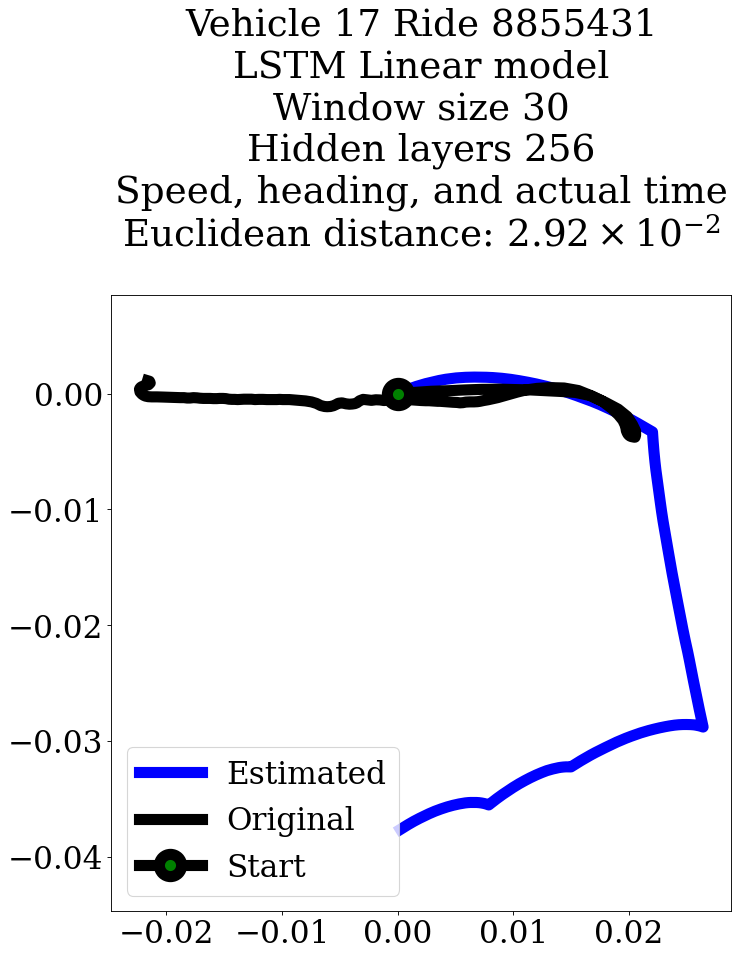 Vehicle 17 Ride 8855431
LSTM Linear model
Window size 30
Hidden layers 256
Speed, heading, and actual time
Euclidean distance: 2.92 × 10⁻²
0.00
−0.01
−0.02
−0.03
−0.04
Estimated
Original
Start
−0.02 −0.01 0.00 0.01 0.02